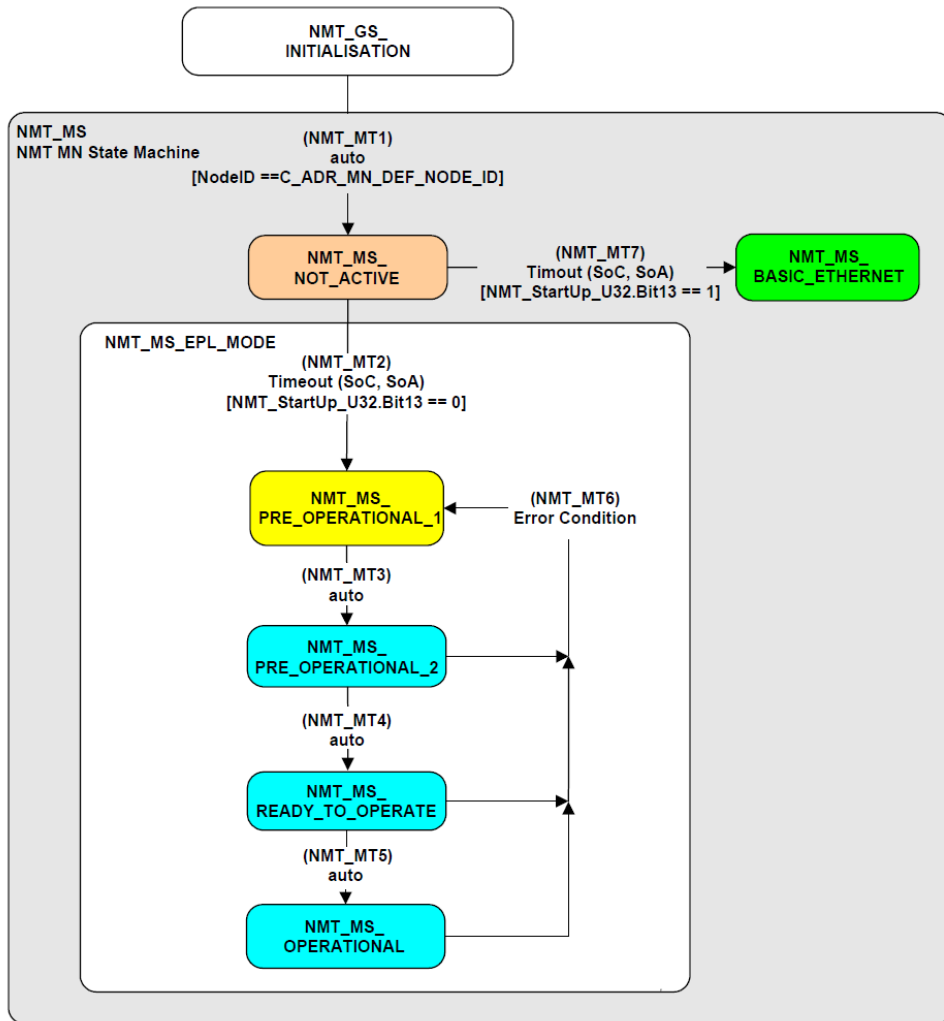 NMT_GS_
INITIALISATION
NMT_MS
NMT MN State Machine
(NMT_MT1)
auto
[NodeID ==C_ADR_MN_DEF_NODE_ID]
NMT_MS_
NOT_ACTIVE
(NMT_MT7)
Timeout (SoC, SoA)
[NMT_StartUp_U32.Bit13 == 1]
NMT_MS_
BASIC_ETHERNET
NMT_MS_EPL_MODE
(NMT_MT2)
Timeout (SoC, SoA)
[NMT_StartUp_U32.Bit13 == 0]
NMT_MS_
PRE_OPERATIONAL_1
(NMT_MT6)
Error Condition
(NMT_MT3)
auto
NMT_MS_
PRE_OPERATIONAL_2
(NMT_MT4)
auto
NMT_MS_
READY_TO_OPERATE
(NMT_MT5)
auto
NMT_MS_
OPERATIONAL